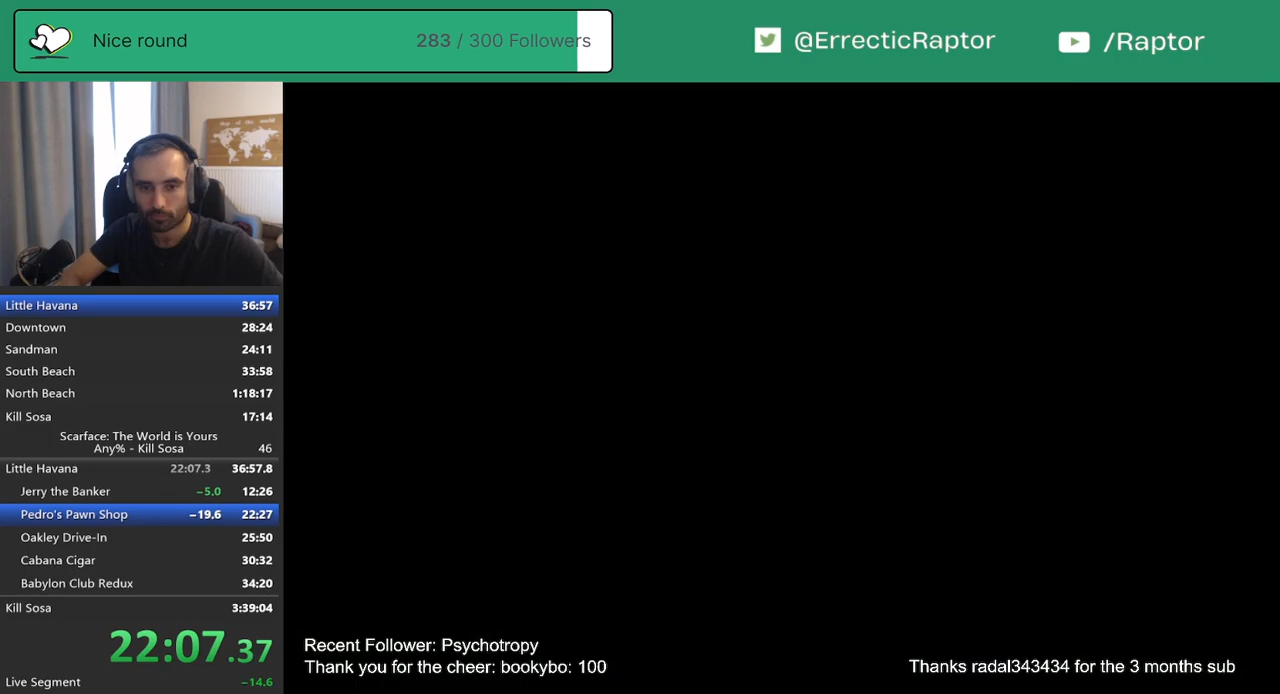 Nice round
283 / 300 Followers
@ErrecticRaptor
/Raptor
Map of the world
Little Havana 36:57
Downtown 28:24
Sandman 24:11
South Beach 33:58
North Beach 1:18:17
Kill Sosa 17:14
Scarface: The World is Yours
Any% - Kill Sosa 46
Little Havana 22:07.3 36:57.8
Jerry the Banker −5.0 12:26
Pedro's Pawn Shop −19.6 22:27
Oakley Drive-In 25:50
Cabana Cigar 30:32
Babylon Club Redux 34:20
Kill Sosa 3:39:04
22:07.37
Live Segment −14.6
Recent Follower: Psychotropy
Thank you for the cheer: bookybo: 100
Thanks radal343434 for the 3 months sub